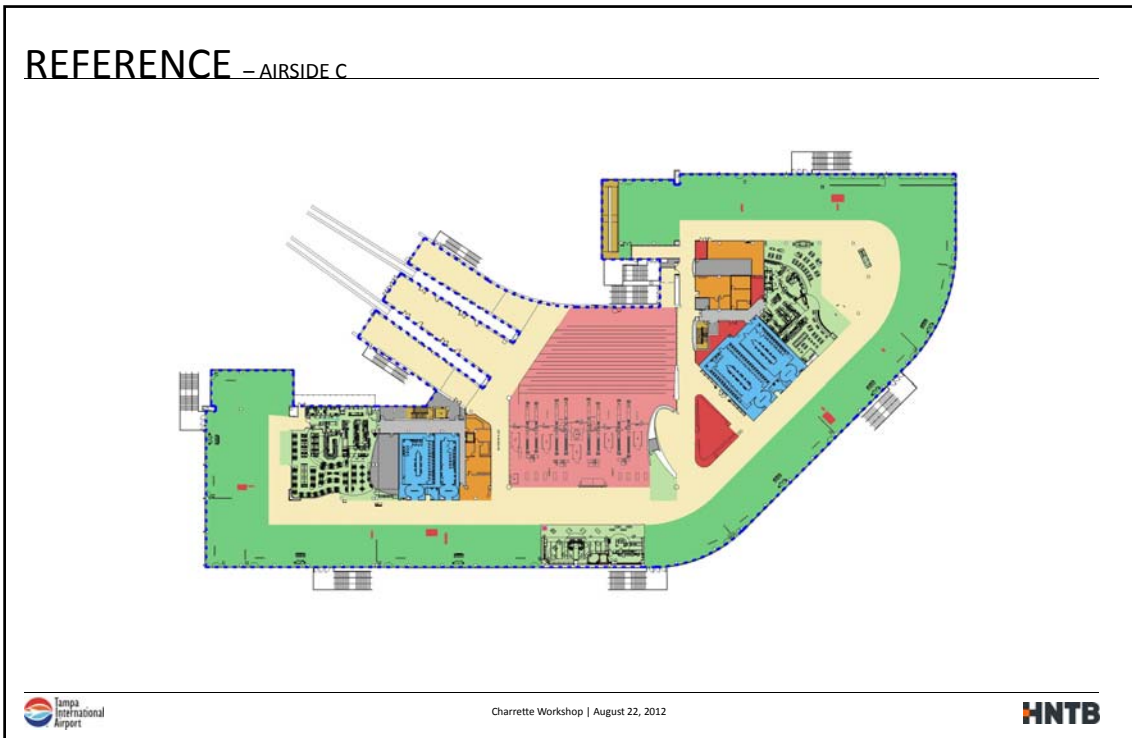 REFERENCE – AIRSIDE C
Tampa
International
Airport
Charrette Workshop | August 22, 2012
HNTB